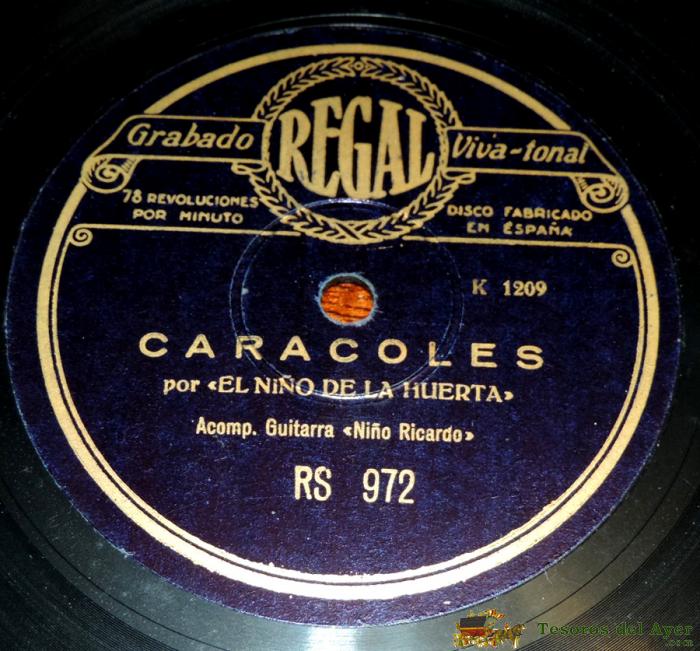 REGAL
Grabado Viva-tonal
78 REVOLUCIONES
POR MINUTO
DISCO FABRICADO
EN ESPAÑA
K 1209
CARACOLES
por «EL NIÑO DE LA HUERTA»
Acomp. Guitarra «Niño Ricardo»
RS 972
Tesoros del Ayer
.com